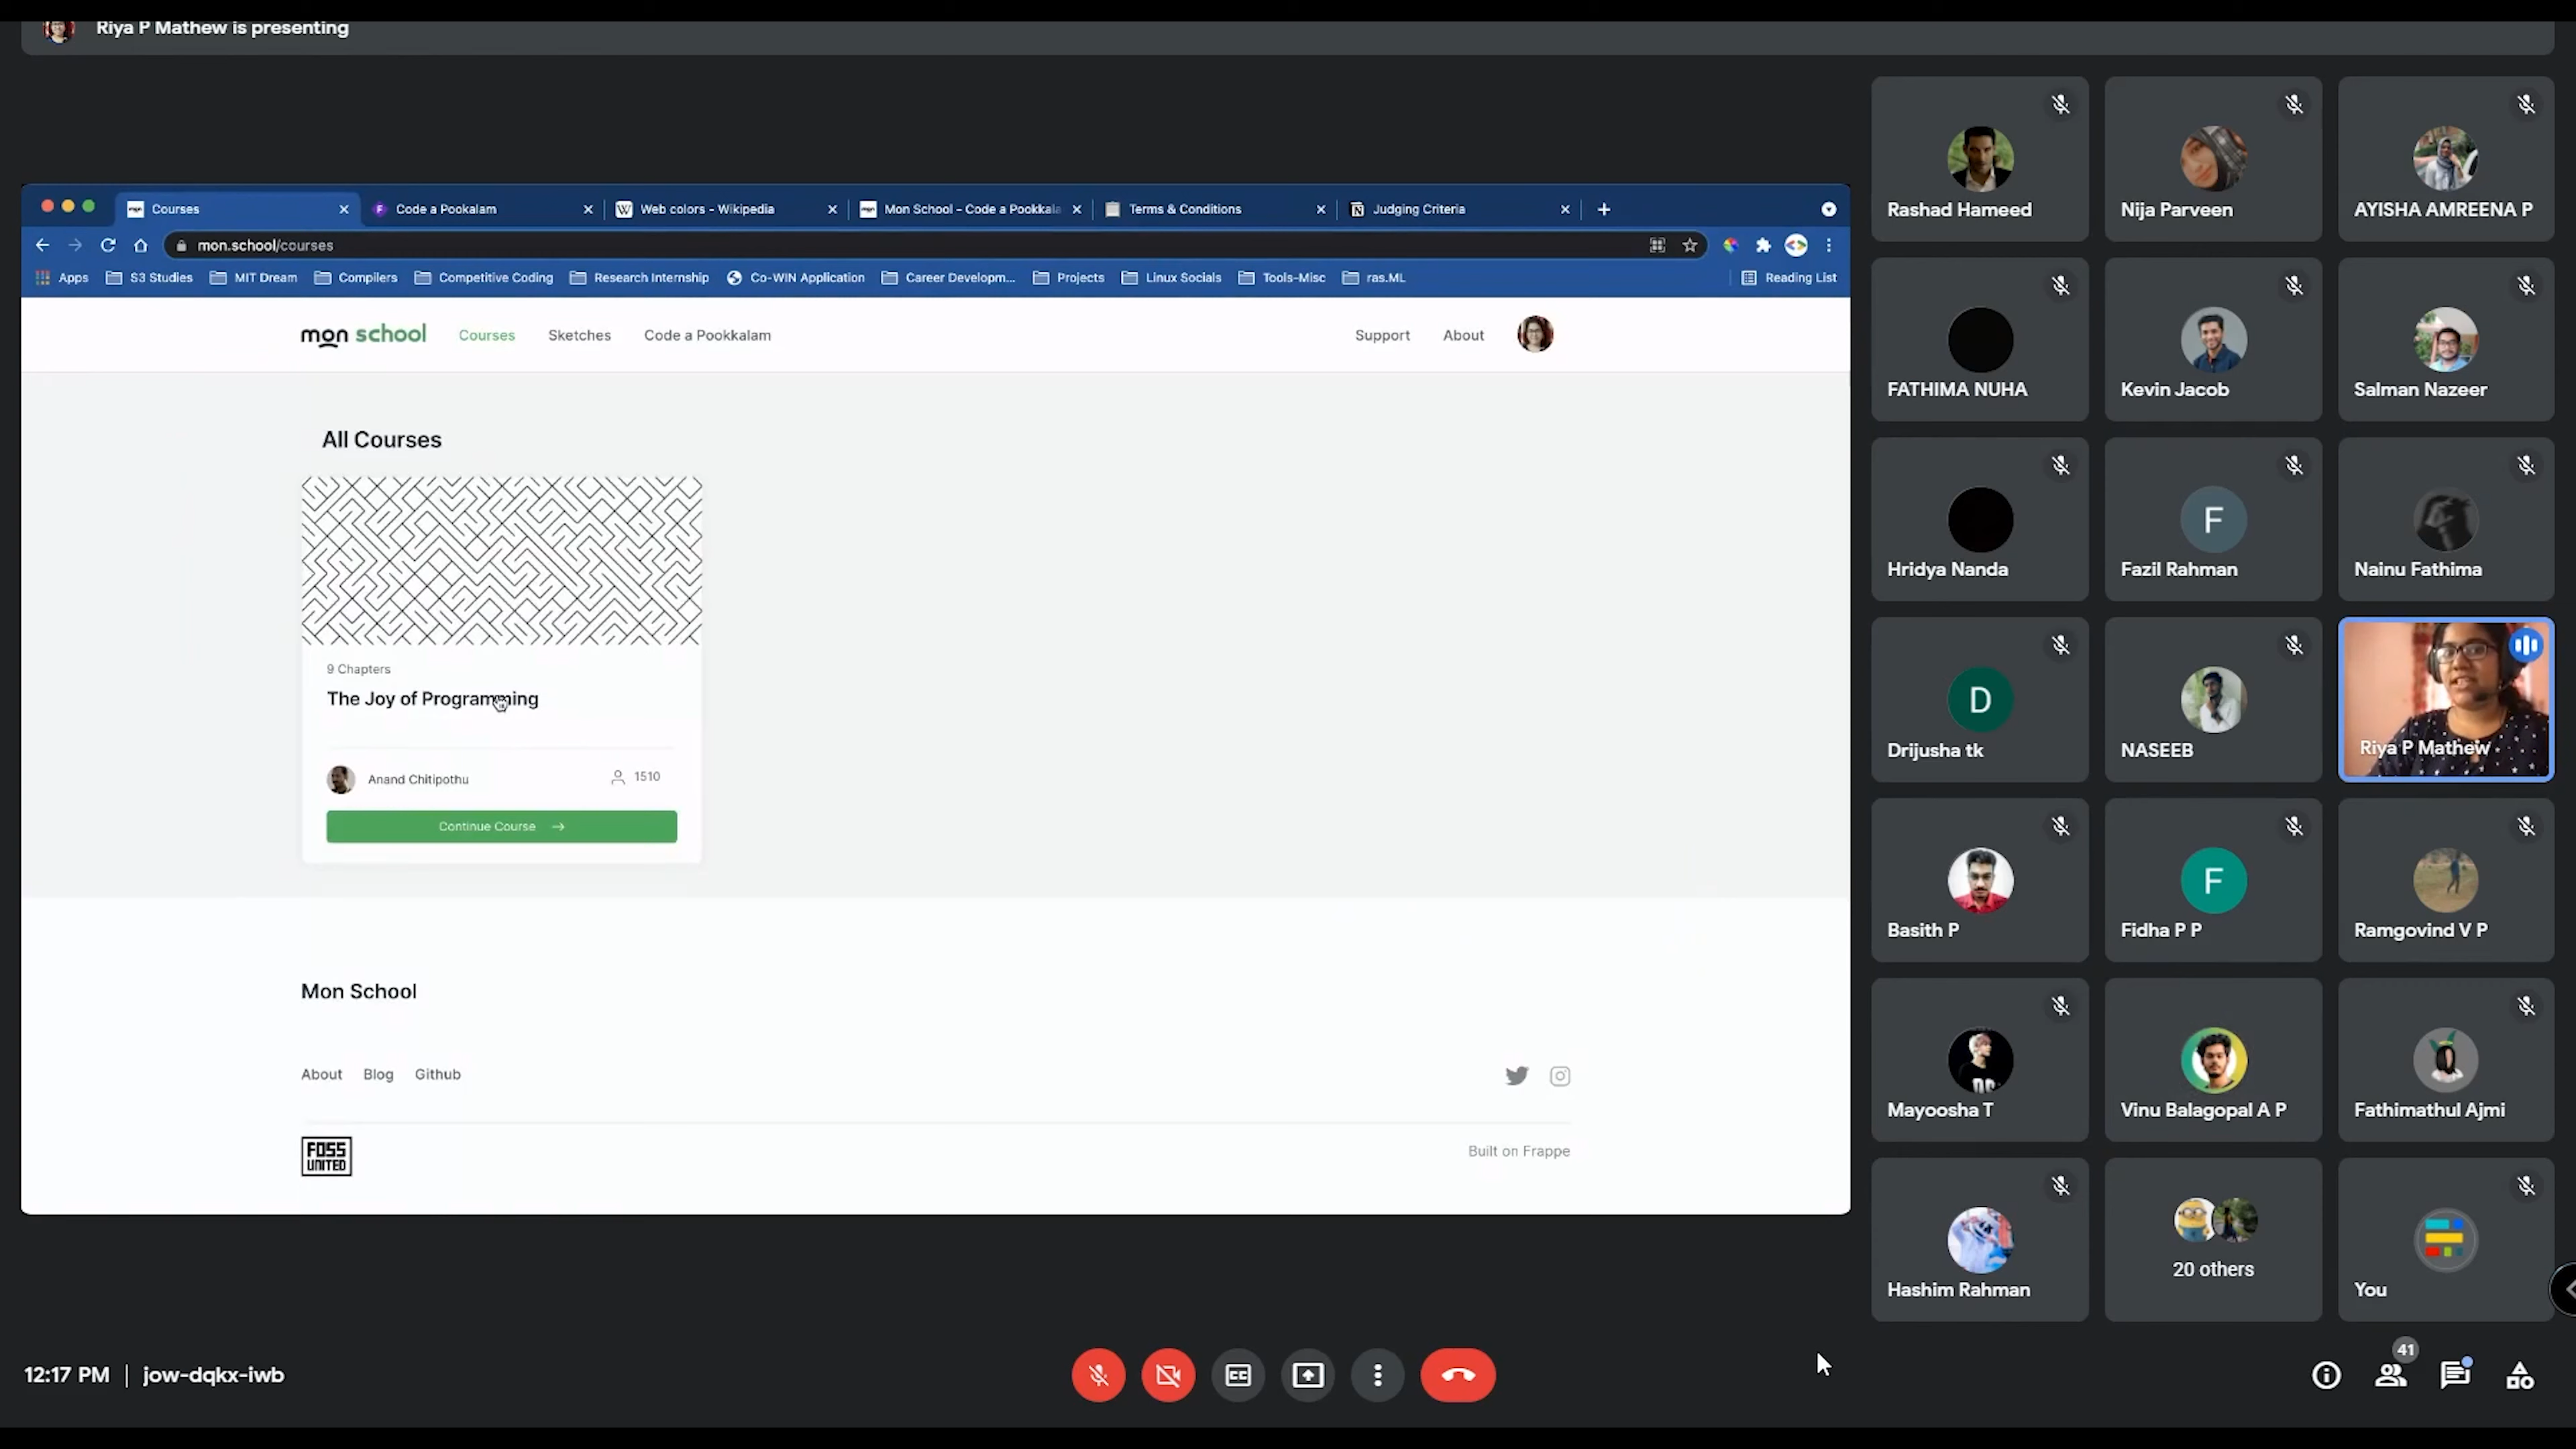 Riya P Mathew is presenting
Courses
Code a Pookalam
Web colors - Wikipedia
Mon School - Code a Pookkala
Terms & Conditions
Judging Criteria
mon.school/courses
Apps
S3 Studies
MIT Dream
Compilers
Competitive Coding
Research Internship
Co-WIN Application
Career Developm...
Projects
Linux Socials
Tools-Misc
ras.ML
Reading List
mon school
Courses
Sketches
Code a Pookkalam
Support
About
All Courses
9 Chapters
The Joy of Programming
Anand Chitipothu
1510
Continue Course
Mon School
About
Blog
Github
FOSS
UNITED
Built on Frappe
Rashad Hameed
Nija Parveen
AYISHA AMREENA P
FATHIMA NUHA
Kevin Jacob
Salman Nazeer
Hridya Nanda
F
Fazil Rahman
Nainu Fathima
D
Drijusha tk
NASEEB
Riya P Mathew
Basith P
F
Fidha P P
Ramgovind V P
Mayoosha T
Vinu Balagopal A P
Fathimathul Ajmi
Hashim Rahman
20 others
You
12:17 PM | jow-dqkx-iwb
CC
41